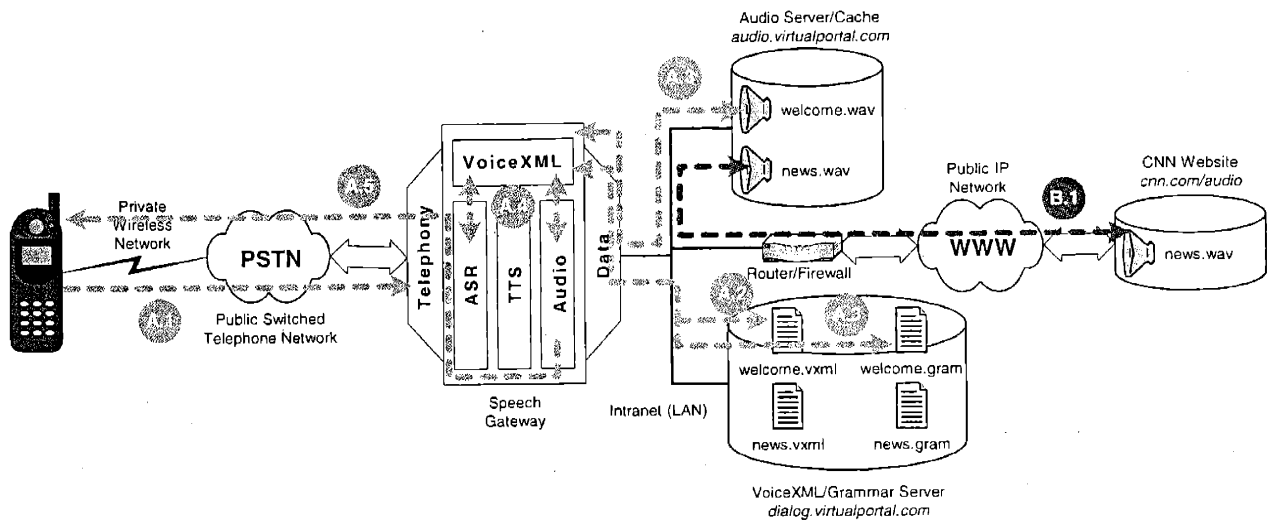 Audio Server/Cache
audio.virtualportal.com
welcome.wav
news.wav
VoiceXML
Telephony
ASR
TTS
Audio
Data
Speech
Gateway
A-5
Private
Wireless
Network
PSTN
A-1
Public Switched
Telephone Network
Intranet (LAN)
Router/Firewall
Public IP
Network
WWW
B-1
CNN Website
cnn.com/audio
news.wav
A-2
A-3
welcome.vxml
welcome.gram
news.vxml
news.gram
VoiceXML/Grammar Server
dialog.virtualportal.com